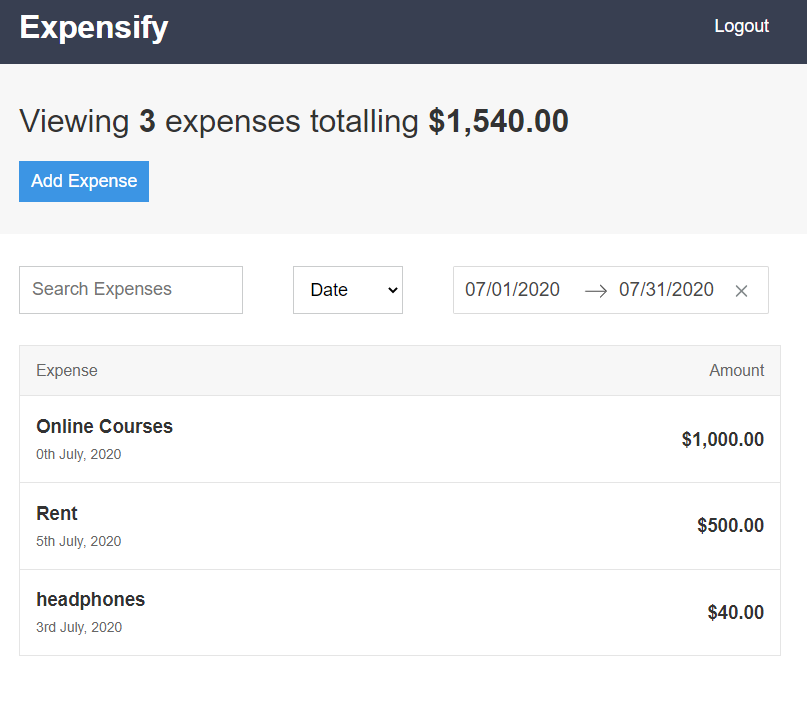 Expensify
Logout
Viewing 3 expenses totalling $1,540.00
Add Expense
Search Expenses
Date
07/01/2020
07/31/2020
Expense
Amount
Online Courses
0th July, 2020
$1,000.00
Rent
5th July, 2020
$500.00
headphones
3rd July, 2020
$40.00